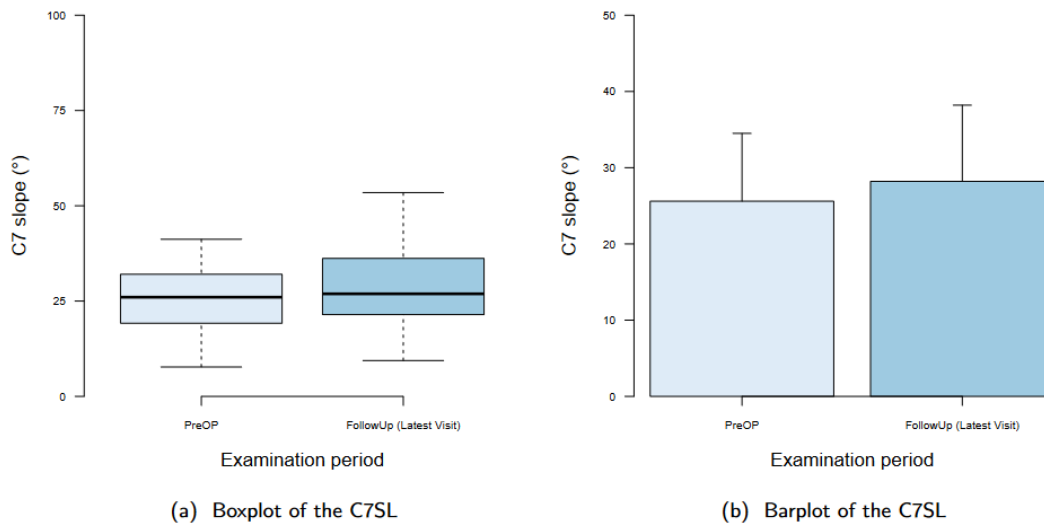 100
75
50
25
0
C7 slope (°)
PreOP
FollowUp (Latest Visit)
Examination period
(a) Boxplot of the C7SL
50
40
30
20
10
0
C7 slope (°)
PreOP
FollowUp (Latest Visit)
Examination period
(b) Barplot of the C7SL